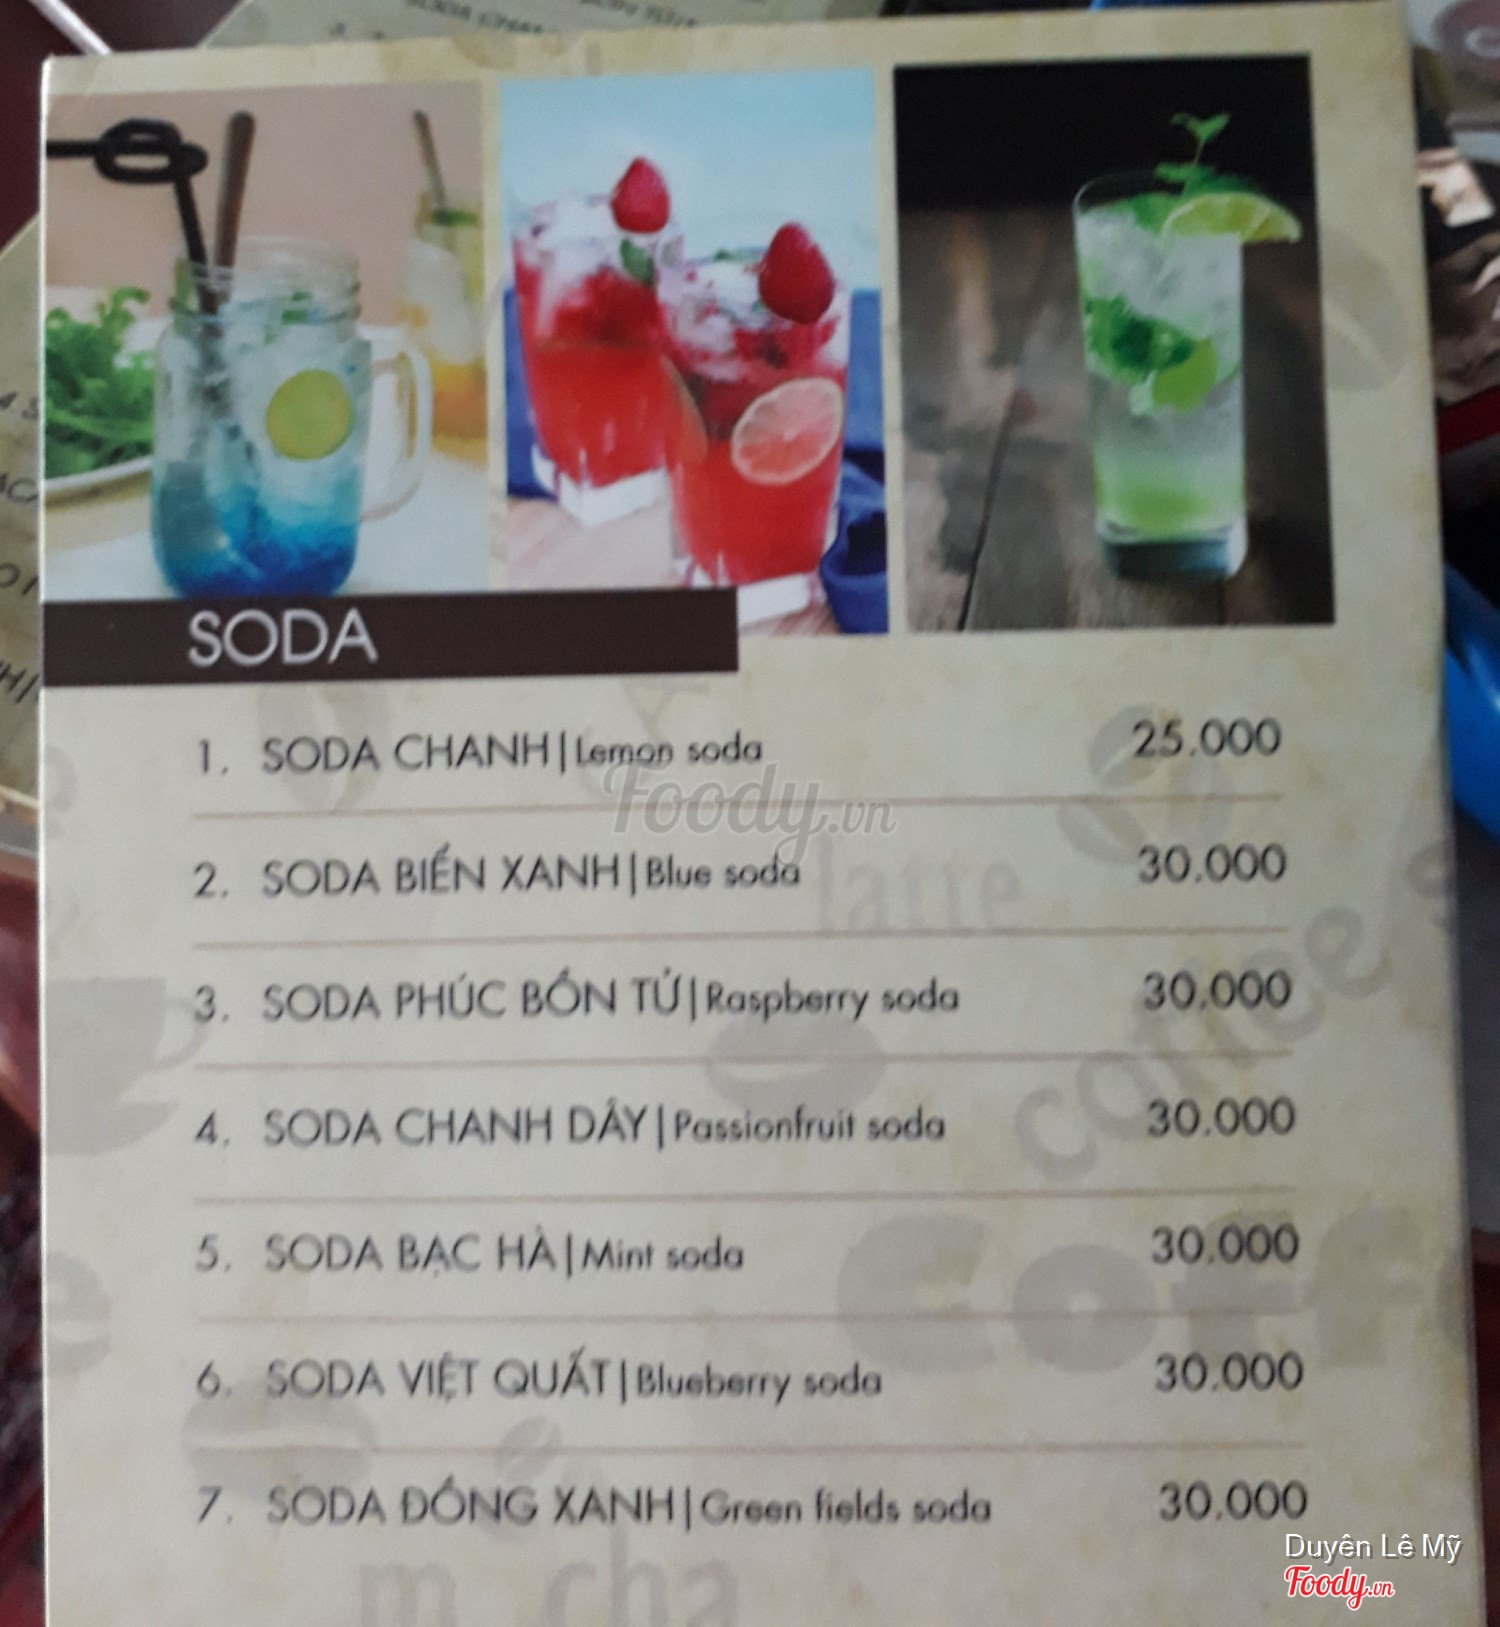 SODA
1. SODA CHANH|Lemon soda 25.000
2. SODA BIỂN XANH|Blue soda 30.000
3. SODA PHÚC BỒN TỬ|Raspberry soda 30.000
4. SODA CHANH DÂY|Passionfruit soda 30.000
5. SODA BẠC HÀ|Mint soda 30.000
6. SODA VIỆT QUẤT|Blueberry soda 30.000
7. SODA ĐỒNG XANH|Green fields soda 30.000
Foody.vn
latte
coffee
Coff
Duyên Lê Mỹ
Foody.vn